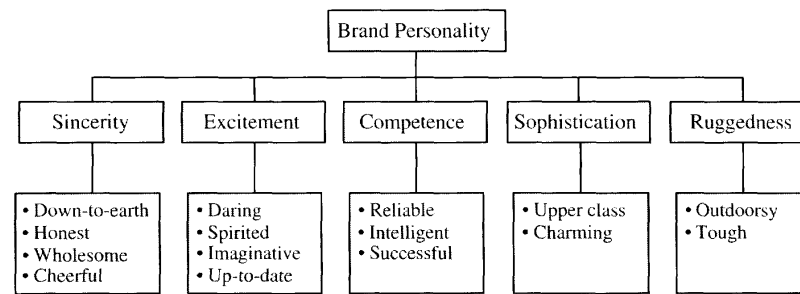 Brand Personality
Sincerity
Excitement
Competence
Sophistication
Ruggedness
• Down-to-earth
• Honest
• Wholesome
• Cheerful
• Daring
• Spirited
• Imaginative
• Up-to-date
• Reliable
• Intelligent
• Successful
• Upper class
• Charming
• Outdoorsy
• Tough